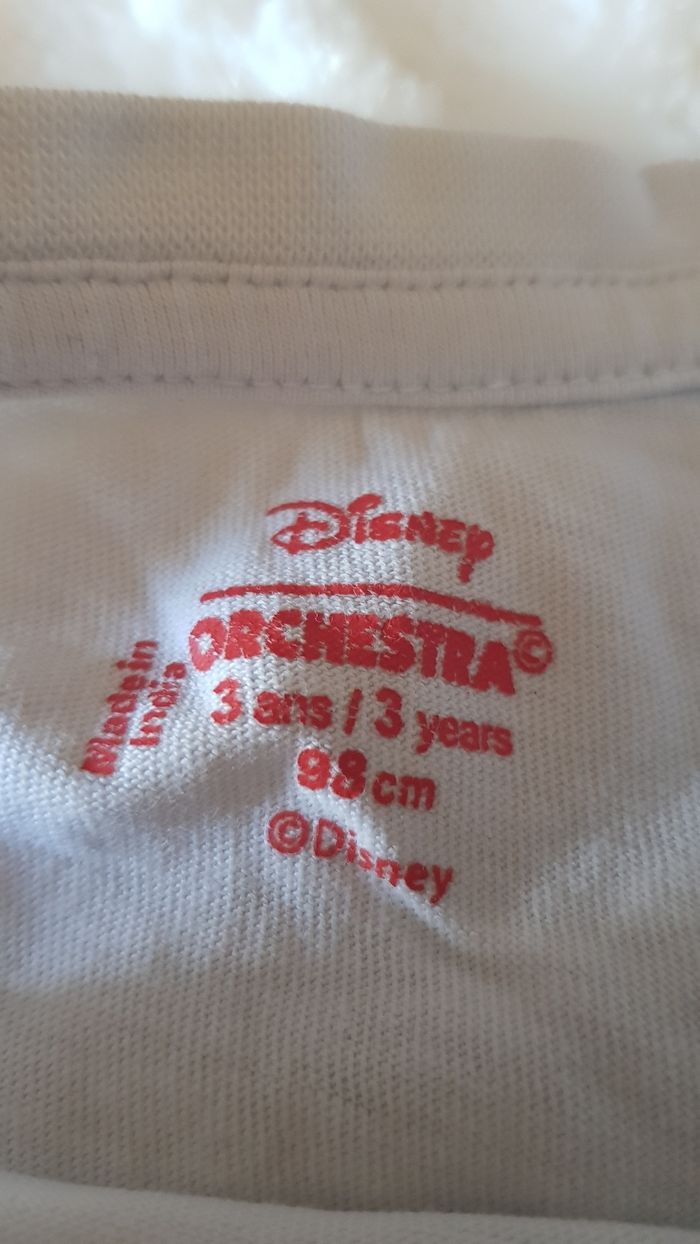 Disney
ORCHESTRA©
Made in
India
3 ans / 3 years
98 cm
©Disney